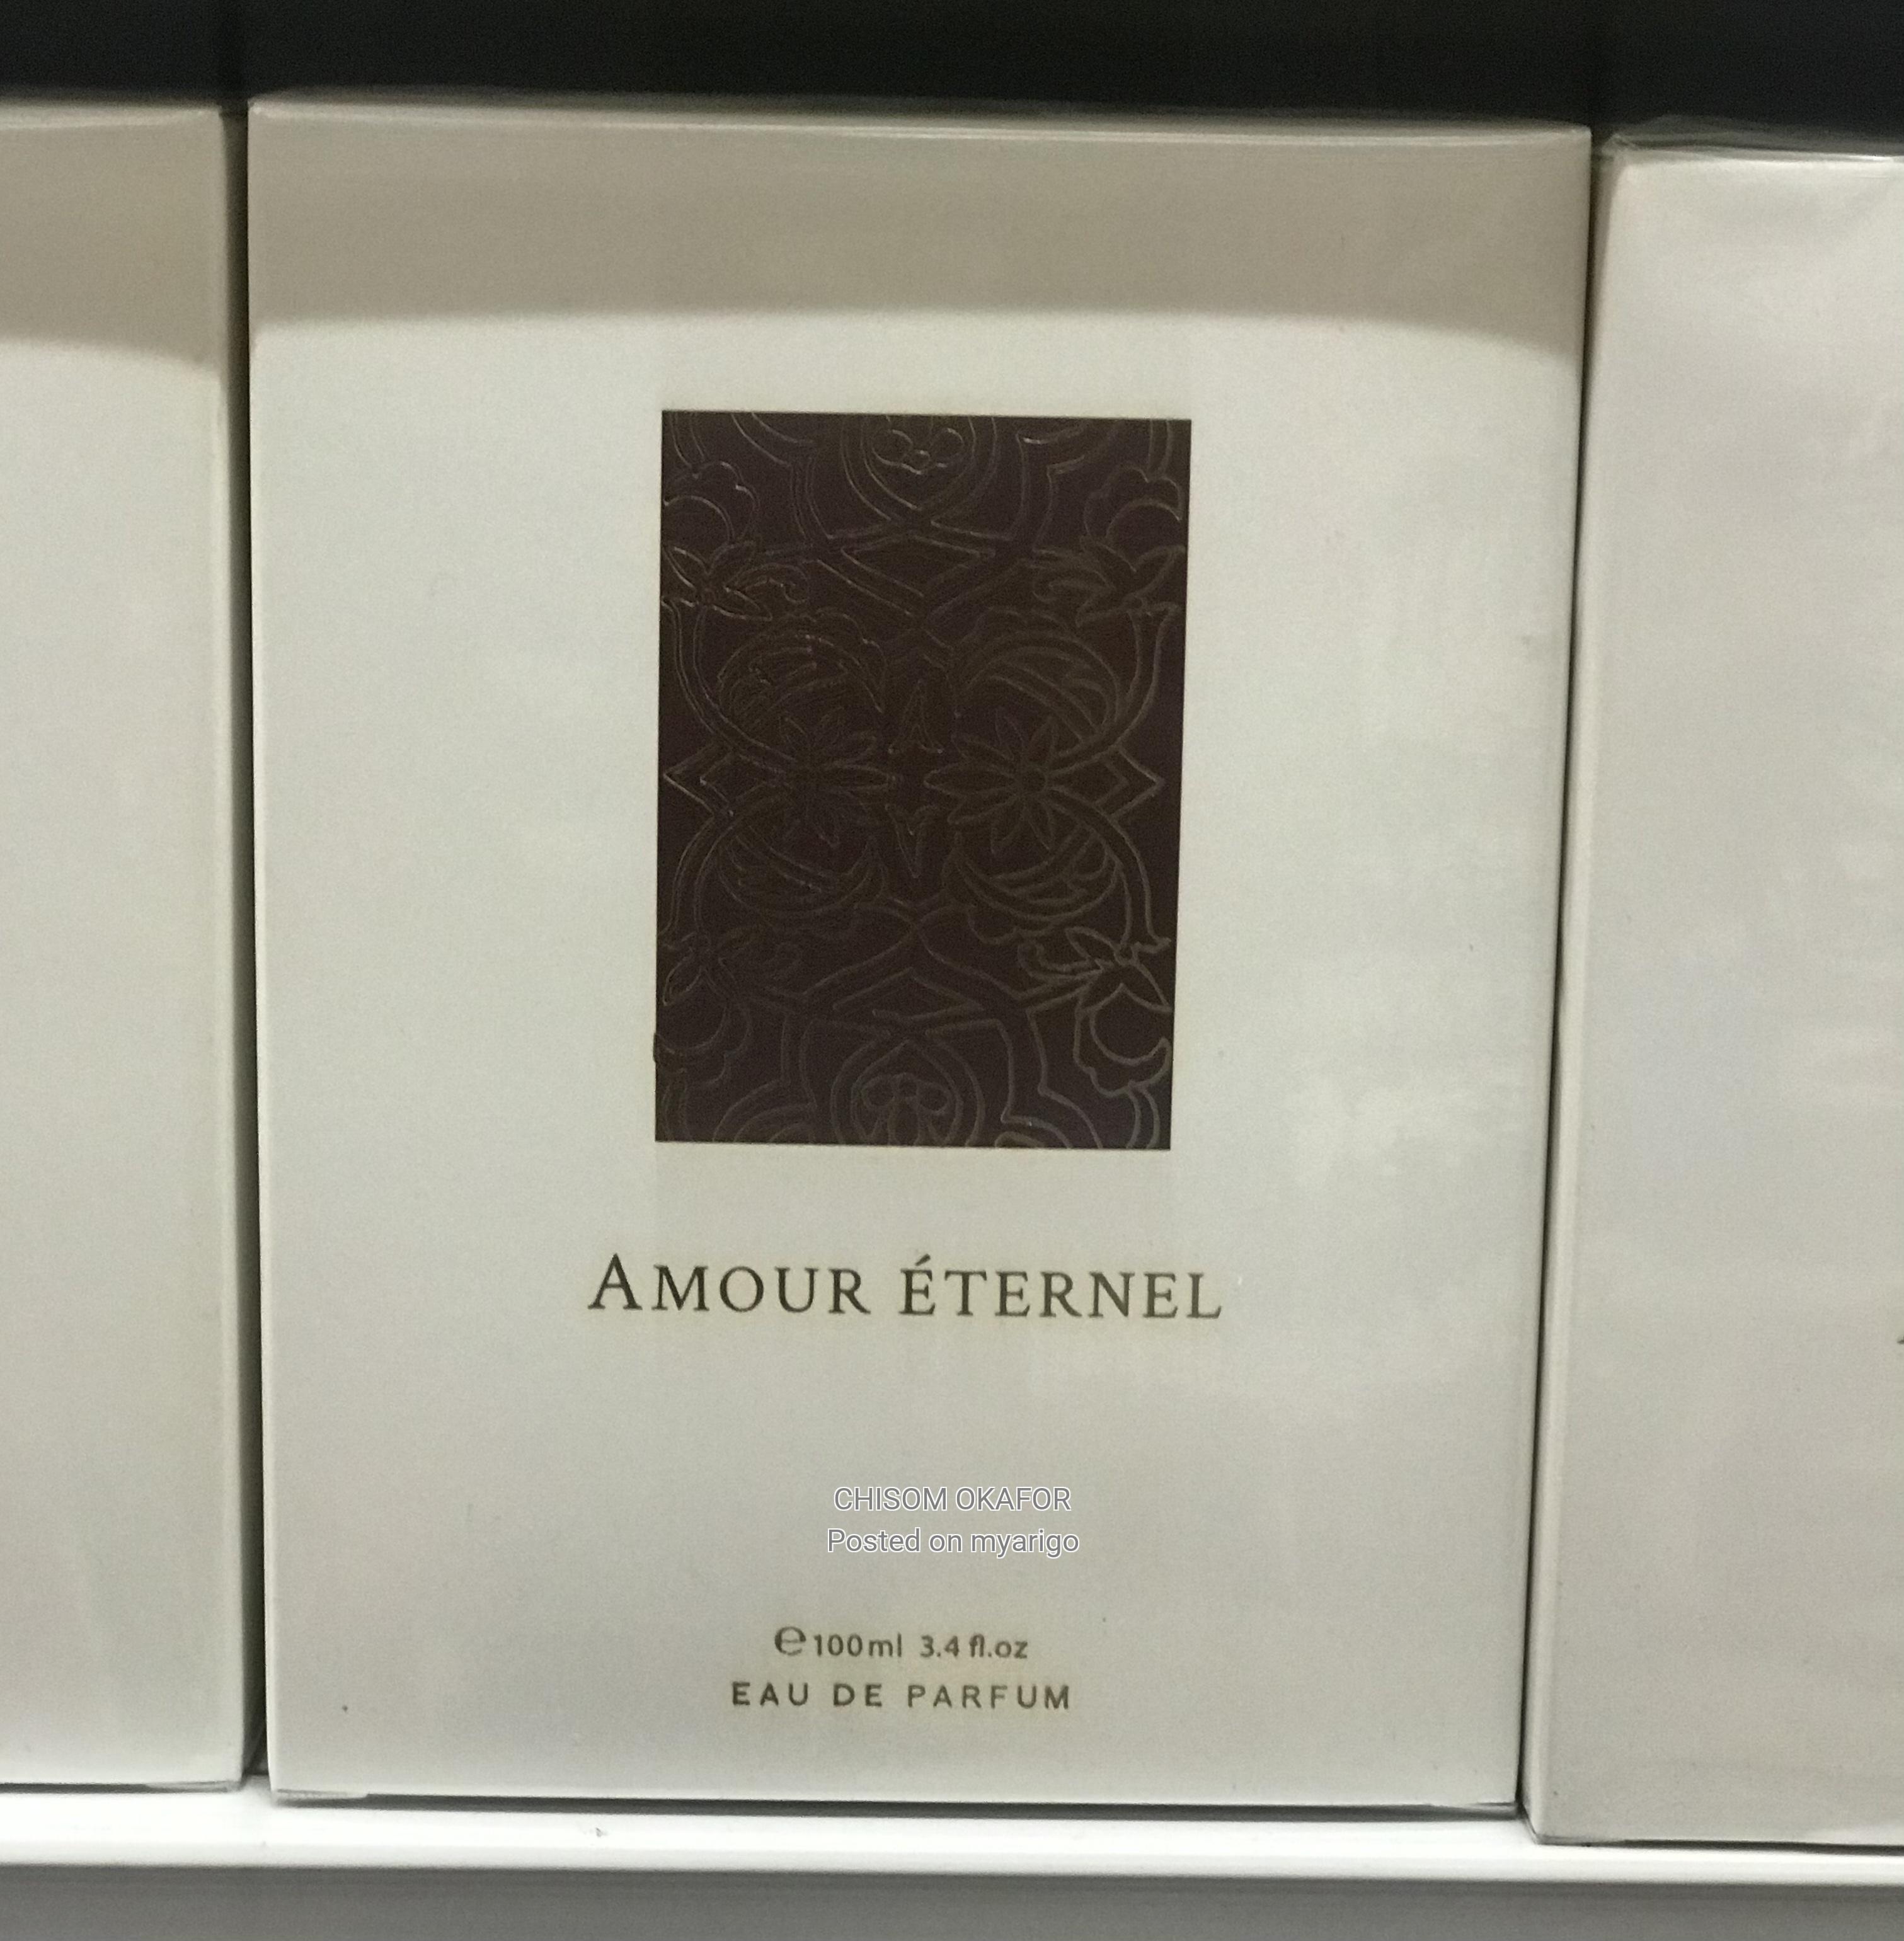 AMOUR ÉTERNEL
CHISOM OKAFOR
Posted on myarigo
℮100ml 3.4 fl.oz
EAU DE PARFUM